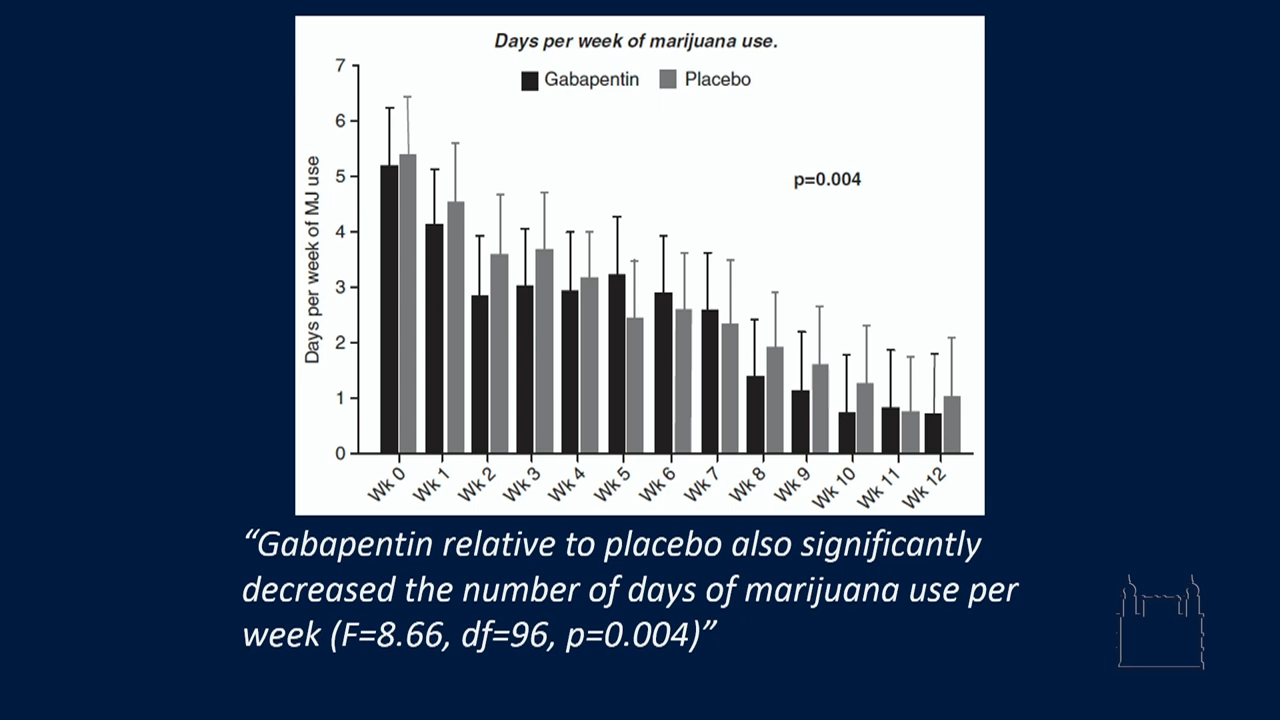 Days per week of marijuana use.
Gabapentin Placebo
p=0.004
Days per week of MJ use
7
6
5
4
3
2
1
0
Wk 0 Wk 1 Wk 2 Wk 3 Wk 4 Wk 5 Wk 6 Wk 7 Wk 8 Wk 9 Wk 10 Wk 11 Wk 12
“Gabapentin relative to placebo also significantly
decreased the number of days of marijuana use per
week (F=8.66, df=96, p=0.004)”